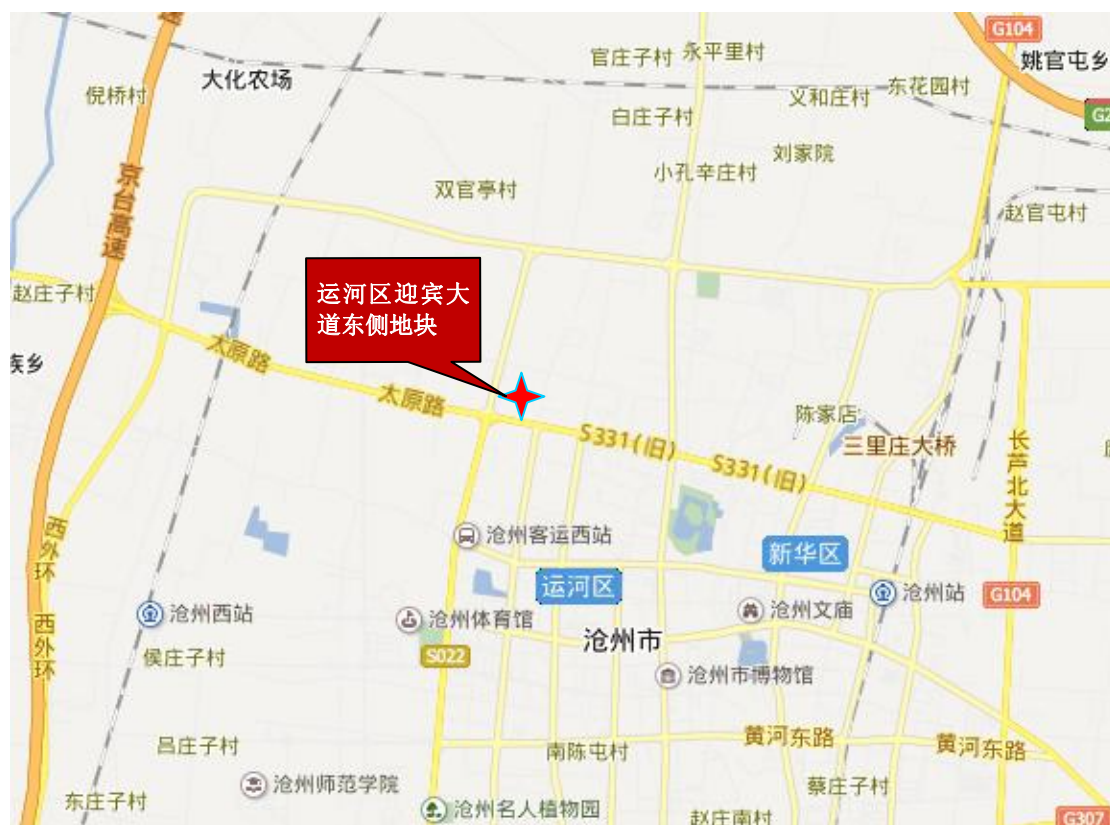 速
G104
官庄子村
永平里村
姚官屯乡
大化农场
倪桥村
义和庄村
东花园村
白庄子村
刘家院
小孔辛庄村
双官亭村
京台高速
赵官屯村
赵庄子村
运河区迎宾大
道东侧地块
族乡
太原路
太原路
陈家店
S331(旧)
三里庄大桥
S331(旧)
长芦北大道
西外环
沧州客运西站
新华区
运河区
沧州站
G104
沧州西站
沧州体育馆
沧州文庙
西外环
沧州市
侯庄子村
S022
沧州市博物馆
吕庄子村
南陈屯村
黄河东路
黄河东路
沧州师范学院
蔡庄子村
东庄子村
沧州名人植物园
赵庄南村
G307